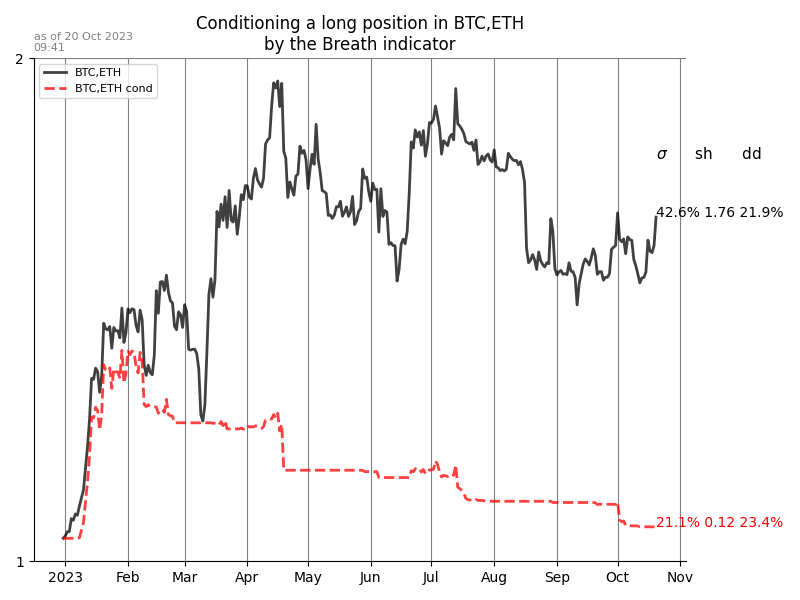 Conditioning a long position in BTC,ETH
by the Breath indicator
as of 20 Oct 2023
09:41
2
BTC,ETH
BTC,ETH cond
σ sh dd
42.6% 1.76 21.9%
21.1% 0.12 23.4%
1
2023 Feb Mar Apr May Jun Jul Aug Sep Oct Nov